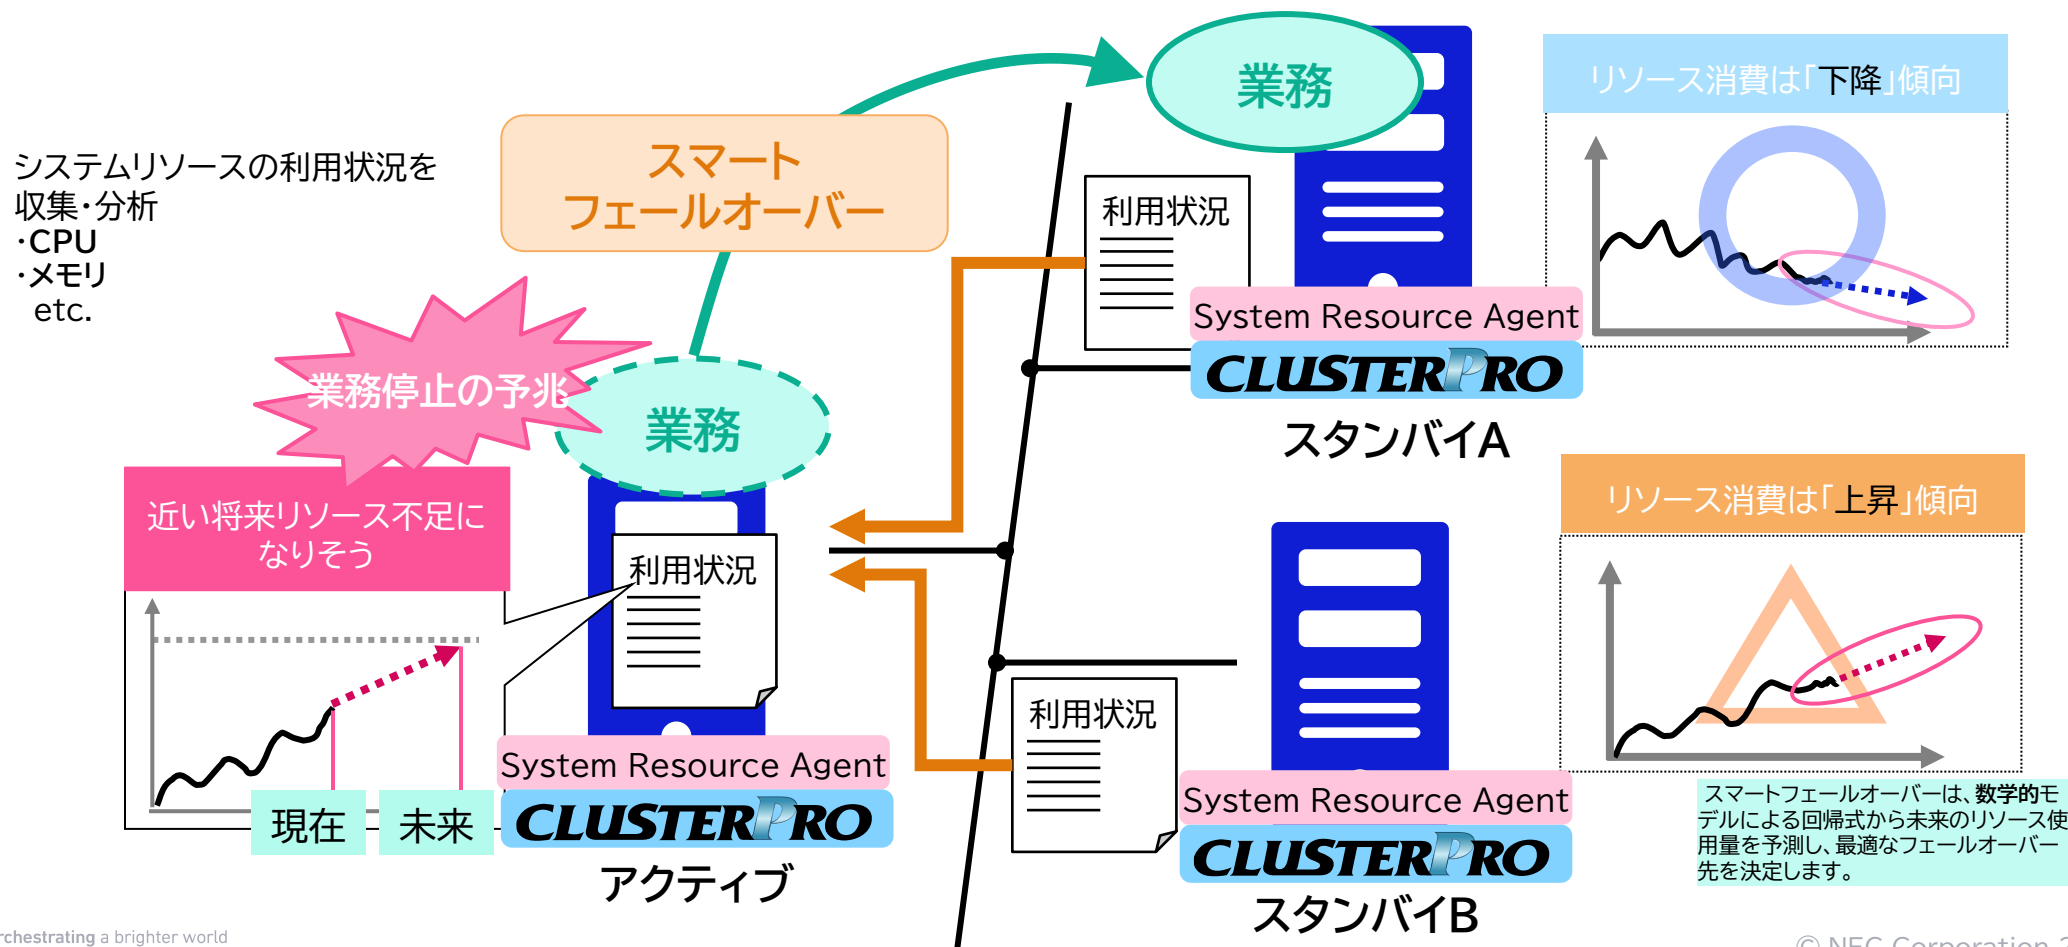 システムリソースの利用状況を
収集・分析
・CPU
・メモリ
etc.
スマート
フェールオーバー
業務
利用状況
System Resource Agent
CLUSTERPRO
スタンバイA
リソース消費は「下降」傾向
業務停止の予兆
業務
近い将来リソース不足に
なりそう
現在
未来
利用状況
System Resource Agent
CLUSTERPRO
アクティブ
利用状況
System Resource Agent
CLUSTERPRO
スタンバイB
リソース消費は「上昇」傾向
スマートフェールオーバーは、数学的モ
デルによる回帰式から未来のリソース使
用量を予測し、最適なフェールオーバー
先を決定します。
rchestrating a brighter world
© NEC Corporation